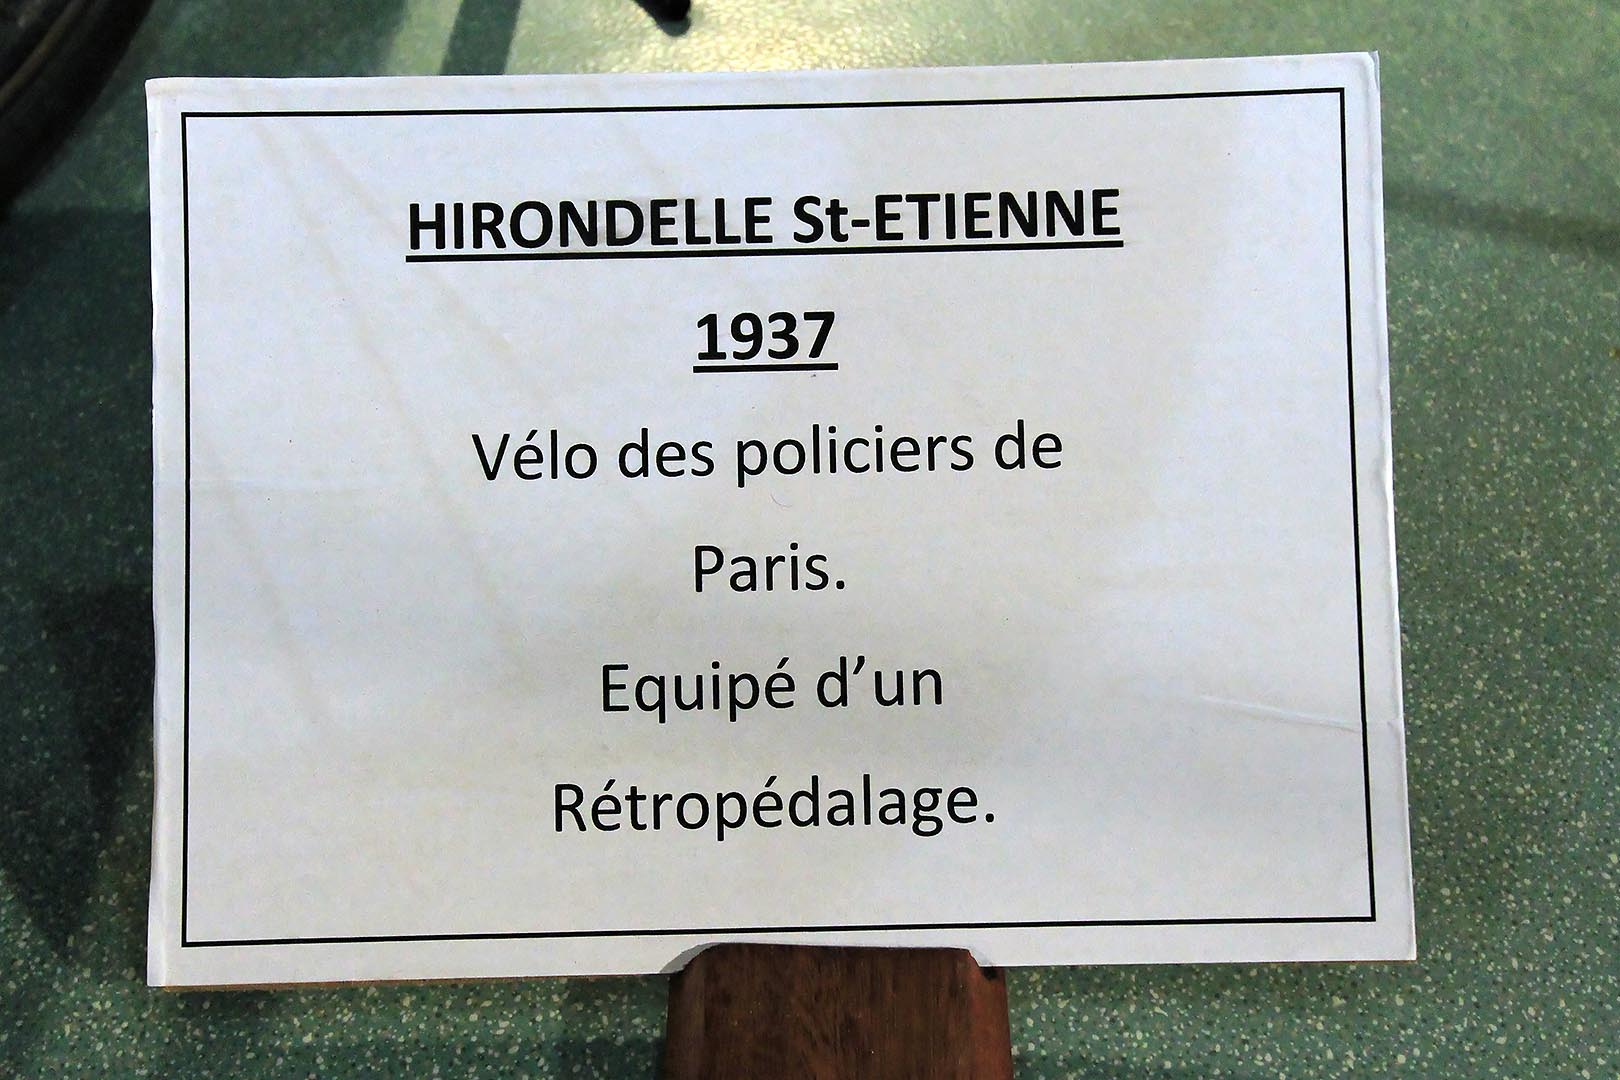 HIRONDELLE St-ETIENNE
1937
Vélo des policiers de
Paris.
Equipé d’un
Rétropédalage.